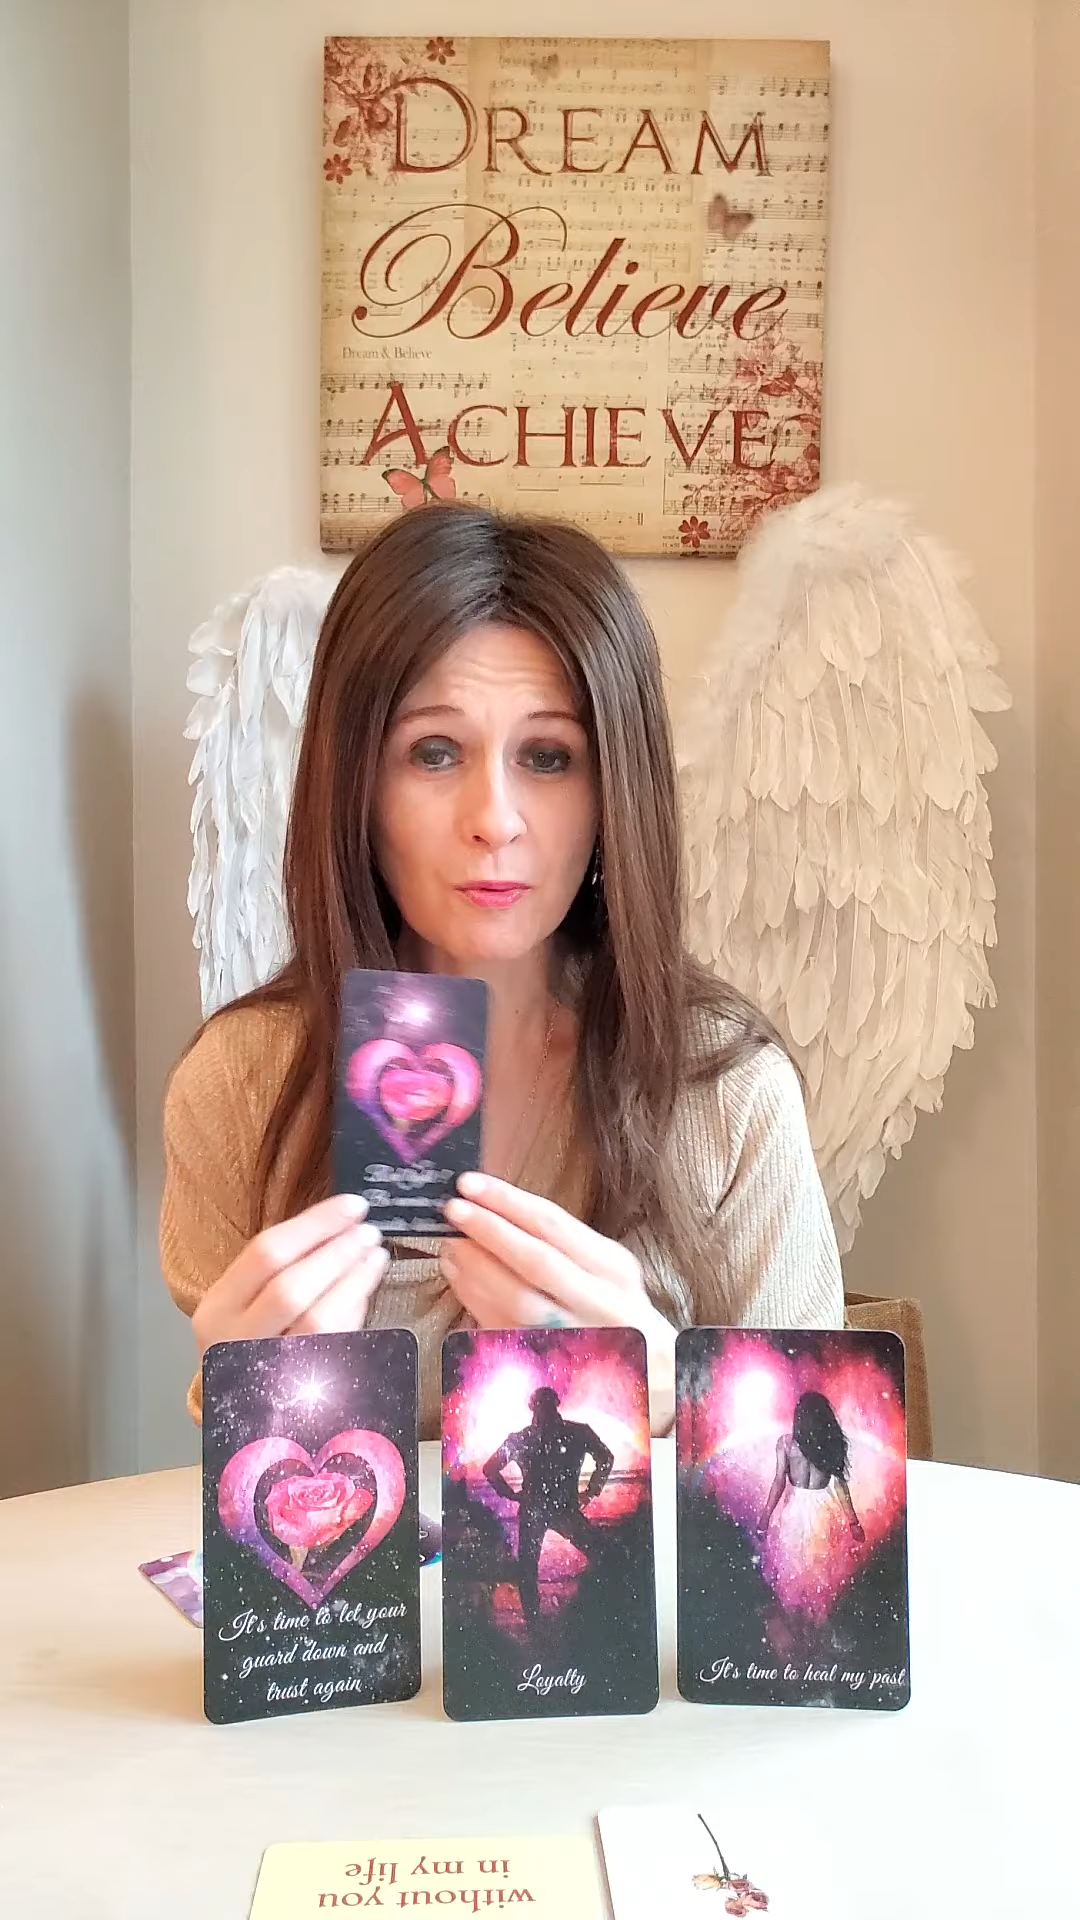 DREAM
Believe
Dream & Believe
ACHIEVE
It's time to let your
guard down and
trust again
Loyalty
It's time to heal my past
without you
in my life